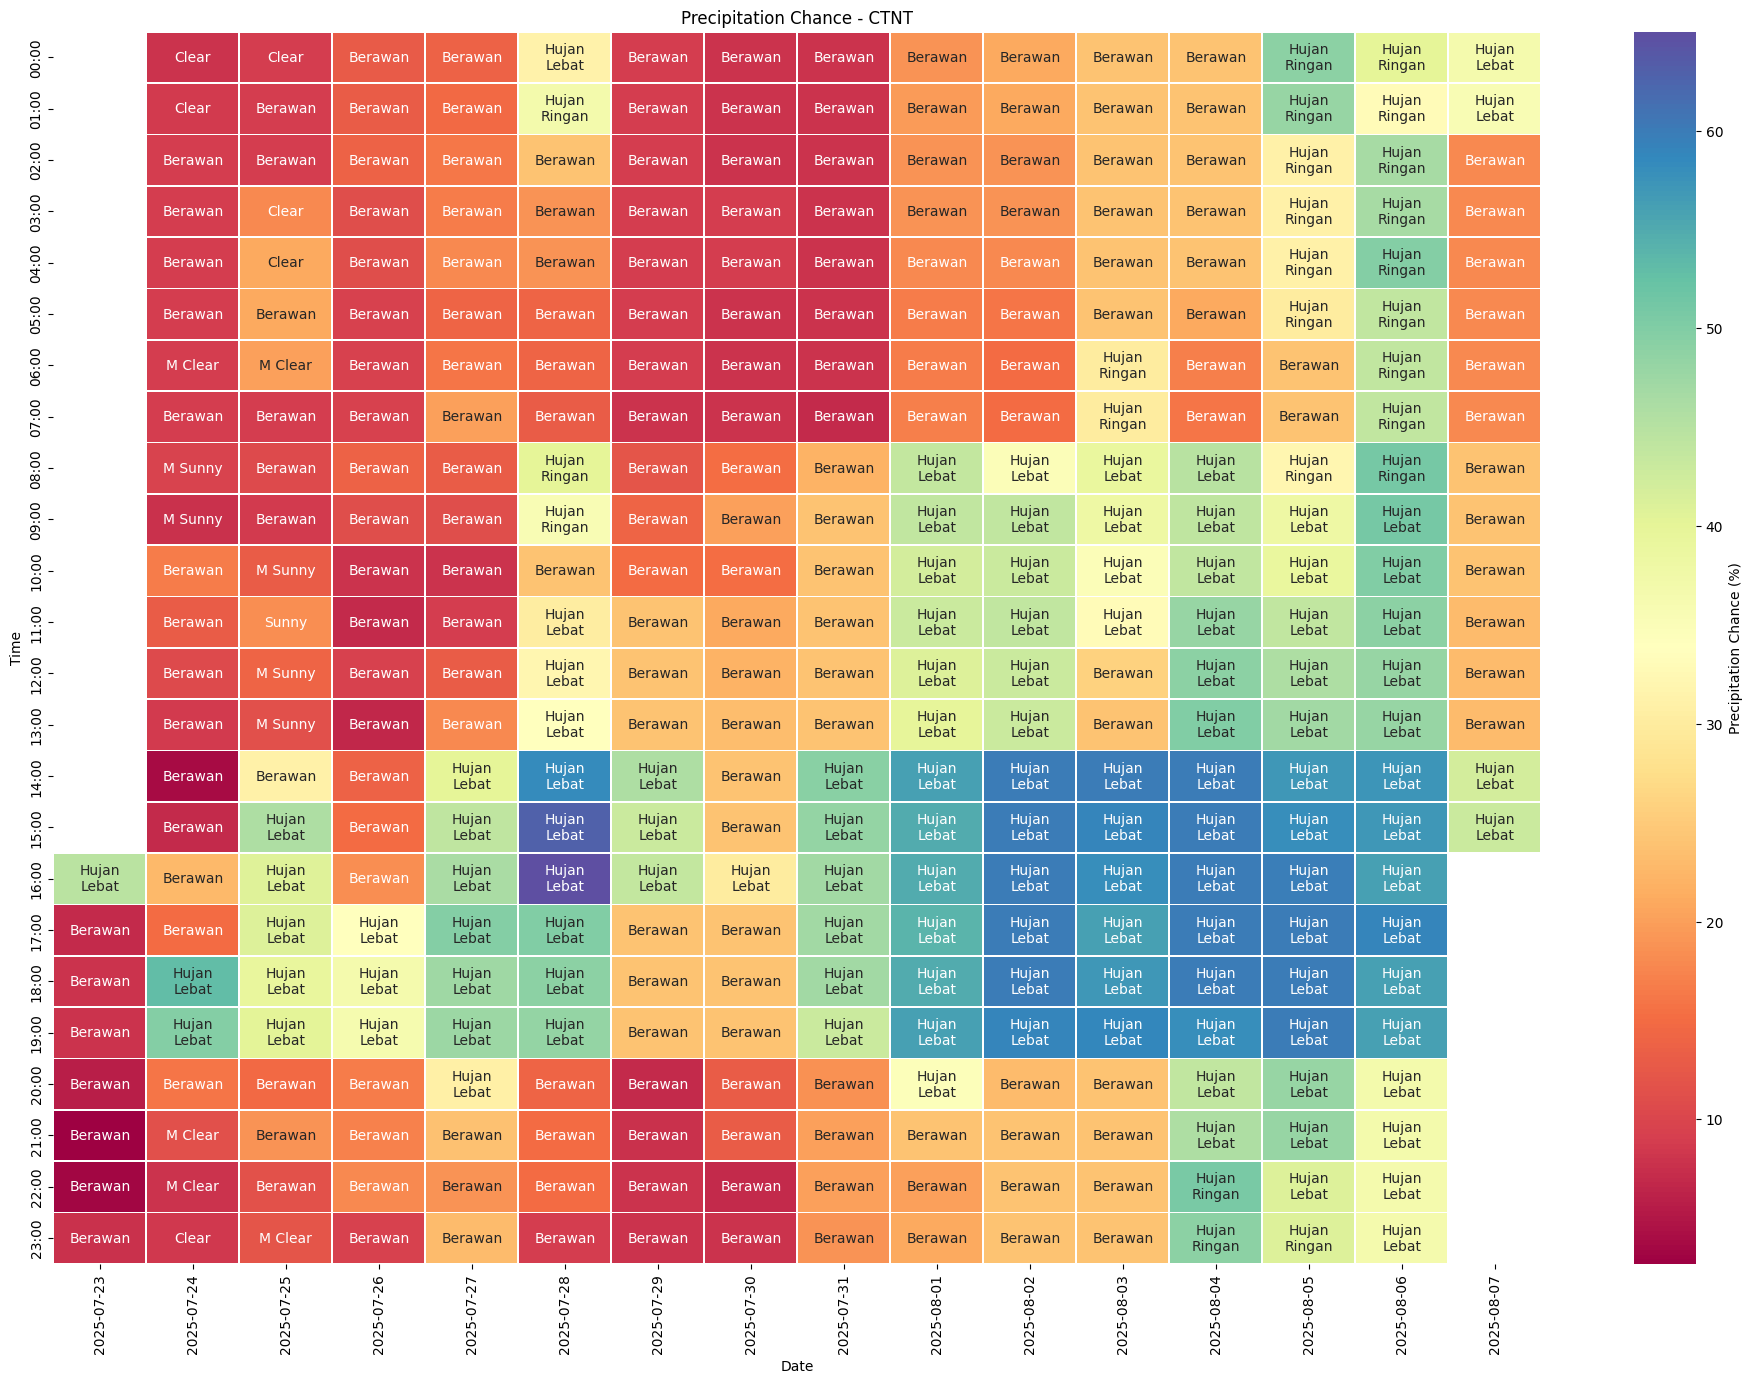 Precipitation Chance - CTNT
Time
00:00
Clear
Clear
Berawan
Berawan
Hujan
Lebat
Berawan
Berawan
Berawan
Berawan
Berawan
Berawan
Berawan
Hujan
Ringan
Hujan
Ringan
Hujan
Lebat
01:00
Clear
Berawan
Berawan
Berawan
Hujan
Ringan
Berawan
Berawan
Berawan
Berawan
Berawan
Berawan
Berawan
Hujan
Ringan
Hujan
Ringan
Hujan
Lebat
02:00
Berawan
Berawan
Berawan
Berawan
Berawan
Berawan
Berawan
Berawan
Berawan
Berawan
Berawan
Berawan
Hujan
Ringan
Hujan
Ringan
Berawan
03:00
Berawan
Clear
Berawan
Berawan
Berawan
Berawan
Berawan
Berawan
Berawan
Berawan
Berawan
Berawan
Hujan
Ringan
Hujan
Ringan
Berawan
04:00
Berawan
Clear
Berawan
Berawan
Berawan
Berawan
Berawan
Berawan
Berawan
Berawan
Berawan
Berawan
Hujan
Ringan
Hujan
Ringan
Berawan
05:00
Berawan
Berawan
Berawan
Berawan
Berawan
Berawan
Berawan
Berawan
Berawan
Berawan
Berawan
Berawan
Hujan
Ringan
Hujan
Ringan
Berawan
06:00
M Clear
M Clear
Berawan
Berawan
Berawan
Berawan
Berawan
Berawan
Berawan
Berawan
Hujan
Ringan
Berawan
Berawan
Hujan
Ringan
Berawan
07:00
Berawan
Berawan
Berawan
Berawan
Berawan
Berawan
Berawan
Berawan
Berawan
Berawan
Hujan
Ringan
Berawan
Berawan
Hujan
Ringan
Berawan
08:00
M Sunny
Berawan
Berawan
Berawan
Hujan
Ringan
Berawan
Berawan
Berawan
Hujan
Lebat
Hujan
Lebat
Hujan
Lebat
Hujan
Lebat
Hujan
Ringan
Hujan
Ringan
Berawan
09:00
M Sunny
Berawan
Berawan
Berawan
Hujan
Ringan
Berawan
Berawan
Berawan
Hujan
Lebat
Hujan
Lebat
Hujan
Lebat
Hujan
Lebat
Hujan
Lebat
Hujan
Lebat
Berawan
10:00
Berawan
M Sunny
Berawan
Berawan
Berawan
Berawan
Berawan
Berawan
Hujan
Lebat
Hujan
Lebat
Hujan
Lebat
Hujan
Lebat
Hujan
Lebat
Hujan
Lebat
Berawan
11:00
Berawan
Sunny
Berawan
Berawan
Hujan
Lebat
Berawan
Berawan
Berawan
Hujan
Lebat
Hujan
Lebat
Hujan
Lebat
Hujan
Lebat
Hujan
Lebat
Hujan
Lebat
Berawan
12:00
Berawan
M Sunny
Berawan
Berawan
Hujan
Lebat
Berawan
Berawan
Berawan
Hujan
Lebat
Hujan
Lebat
Berawan
Hujan
Lebat
Hujan
Lebat
Hujan
Lebat
Berawan
13:00
Berawan
M Sunny
Berawan
Berawan
Hujan
Lebat
Berawan
Berawan
Berawan
Hujan
Lebat
Hujan
Lebat
Berawan
Hujan
Lebat
Hujan
Lebat
Hujan
Lebat
Berawan
14:00
Berawan
Berawan
Berawan
Hujan
Lebat
Hujan
Lebat
Hujan
Lebat
Berawan
Hujan
Lebat
Hujan
Lebat
Hujan
Lebat
Hujan
Lebat
Hujan
Lebat
Hujan
Lebat
Hujan
Lebat
Hujan
Lebat
15:00
Berawan
Hujan
Lebat
Berawan
Hujan
Lebat
Hujan
Lebat
Hujan
Lebat
Berawan
Hujan
Lebat
Hujan
Lebat
Hujan
Lebat
Hujan
Lebat
Hujan
Lebat
Hujan
Lebat
Hujan
Lebat
Hujan
Lebat
16:00
Hujan
Lebat
Berawan
Hujan
Lebat
Berawan
Hujan
Lebat
Hujan
Lebat
Hujan
Lebat
Hujan
Lebat
Hujan
Lebat
Hujan
Lebat
Hujan
Lebat
Hujan
Lebat
Hujan
Lebat
Hujan
Lebat
Hujan
Lebat
17:00
Berawan
Berawan
Hujan
Lebat
Hujan
Lebat
Hujan
Lebat
Hujan
Lebat
Berawan
Berawan
Hujan
Lebat
Hujan
Lebat
Hujan
Lebat
Hujan
Lebat
Hujan
Lebat
Hujan
Lebat
Hujan
Lebat
18:00
Berawan
Hujan
Lebat
Hujan
Lebat
Hujan
Lebat
Hujan
Lebat
Hujan
Lebat
Berawan
Berawan
Hujan
Lebat
Hujan
Lebat
Hujan
Lebat
Hujan
Lebat
Hujan
Lebat
Hujan
Lebat
Hujan
Lebat
19:00
Berawan
Hujan
Lebat
Hujan
Lebat
Hujan
Lebat
Hujan
Lebat
Hujan
Lebat
Berawan
Berawan
Hujan
Lebat
Hujan
Lebat
Hujan
Lebat
Hujan
Lebat
Hujan
Lebat
Hujan
Lebat
Hujan
Lebat
20:00
Berawan
Berawan
Berawan
Berawan
Hujan
Lebat
Berawan
Berawan
Berawan
Berawan
Hujan
Lebat
Berawan
Berawan
Hujan
Lebat
Hujan
Lebat
Hujan
Lebat
21:00
Berawan
M Clear
Berawan
Berawan
Berawan
Berawan
Berawan
Berawan
Berawan
Berawan
Berawan
Berawan
Hujan
Lebat
Hujan
Lebat
Hujan
Lebat
22:00
Berawan
M Clear
Berawan
Berawan
Berawan
Berawan
Berawan
Berawan
Berawan
Berawan
Berawan
Berawan
Hujan
Ringan
Hujan
Lebat
Hujan
Lebat
23:00
Berawan
Clear
M Clear
Berawan
Berawan
Berawan
Berawan
Berawan
Berawan
Berawan
Berawan
Berawan
Hujan
Ringan
Hujan
Ringan
Hujan
Lebat
2025-07-23
2025-07-24
2025-07-25
2025-07-26
2025-07-27
2025-07-28
2025-07-29
2025-07-30
2025-07-31
2025-08-01
2025-08-02
2025-08-03
2025-08-04
2025-08-05
2025-08-06
2025-08-07
Date
60
50
40
30
20
10
Precipitation Chance (%)